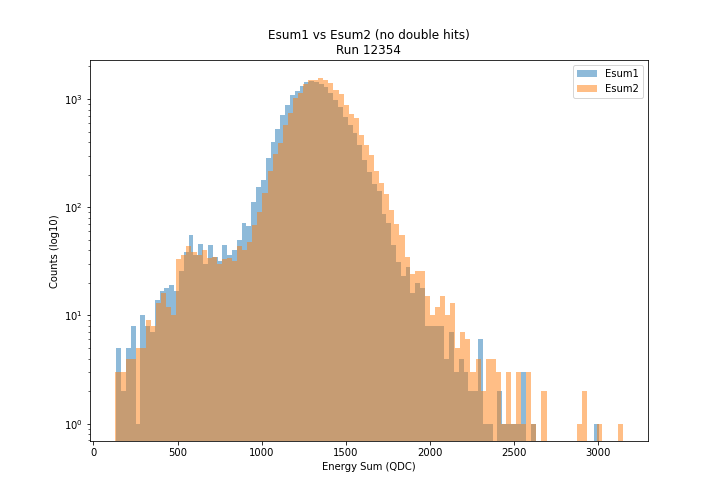 Esum1 vs Esum2 (no double hits)
Run 12354
Esum1
Esum2
Counts (log10)
10³
10²
10¹
10⁰
0 500 1000 1500 2000 2500 3000
Energy Sum (QDC)